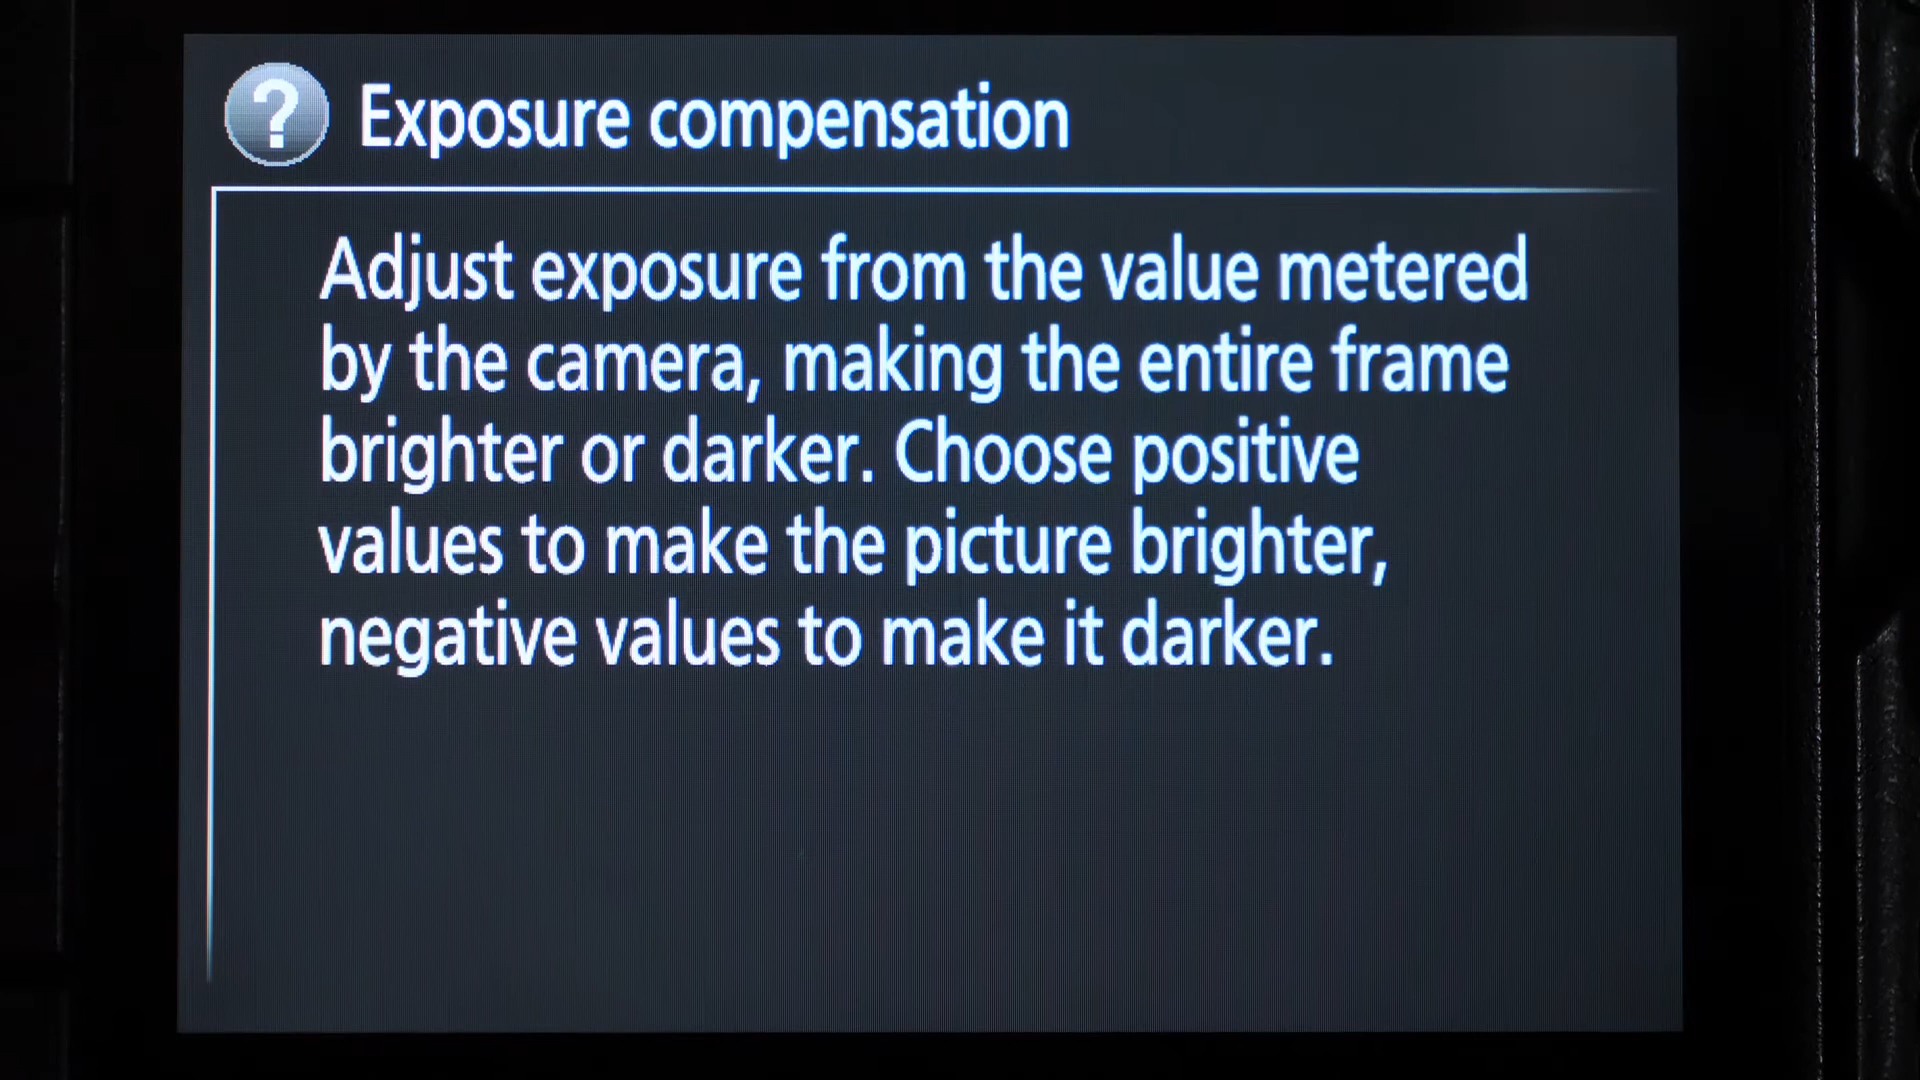 ? Exposure compensation
Adjust exposure from the value metered
by the camera, making the entire frame
brighter or darker. Choose positive
values to make the picture brighter,
negative values to make it darker.